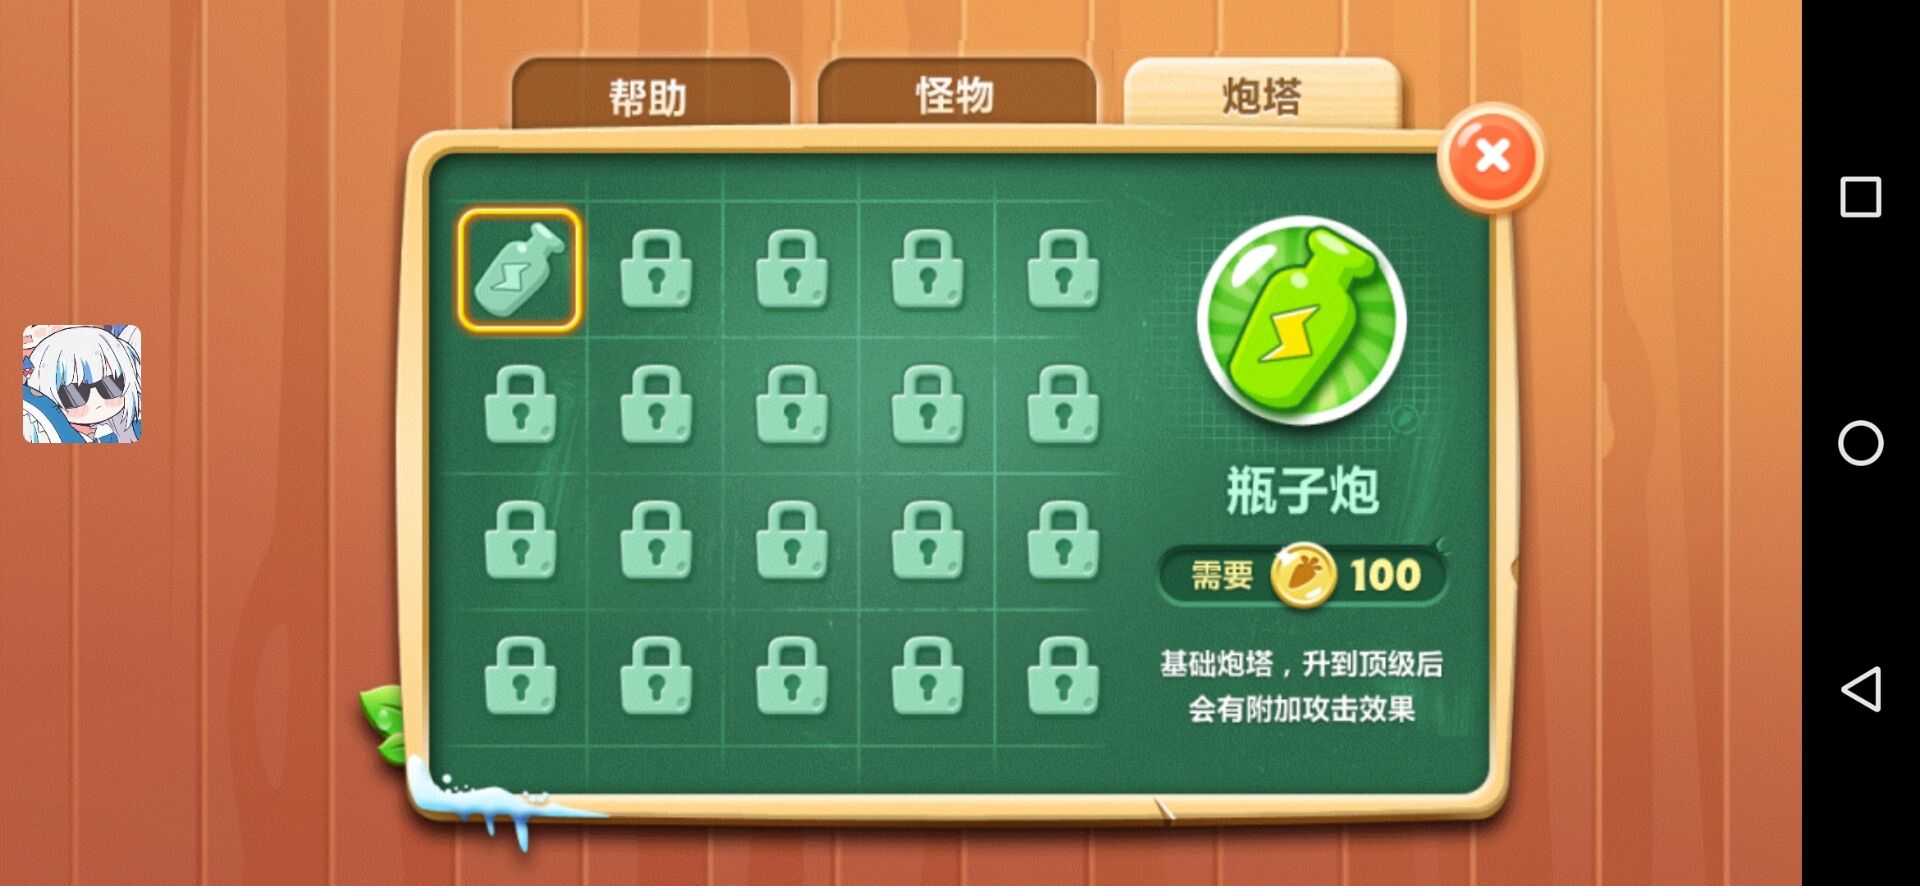 帮助
怪物
炮塔
瓶子炮
需要 100
基础炮塔，升到顶级后
会有附加攻击效果